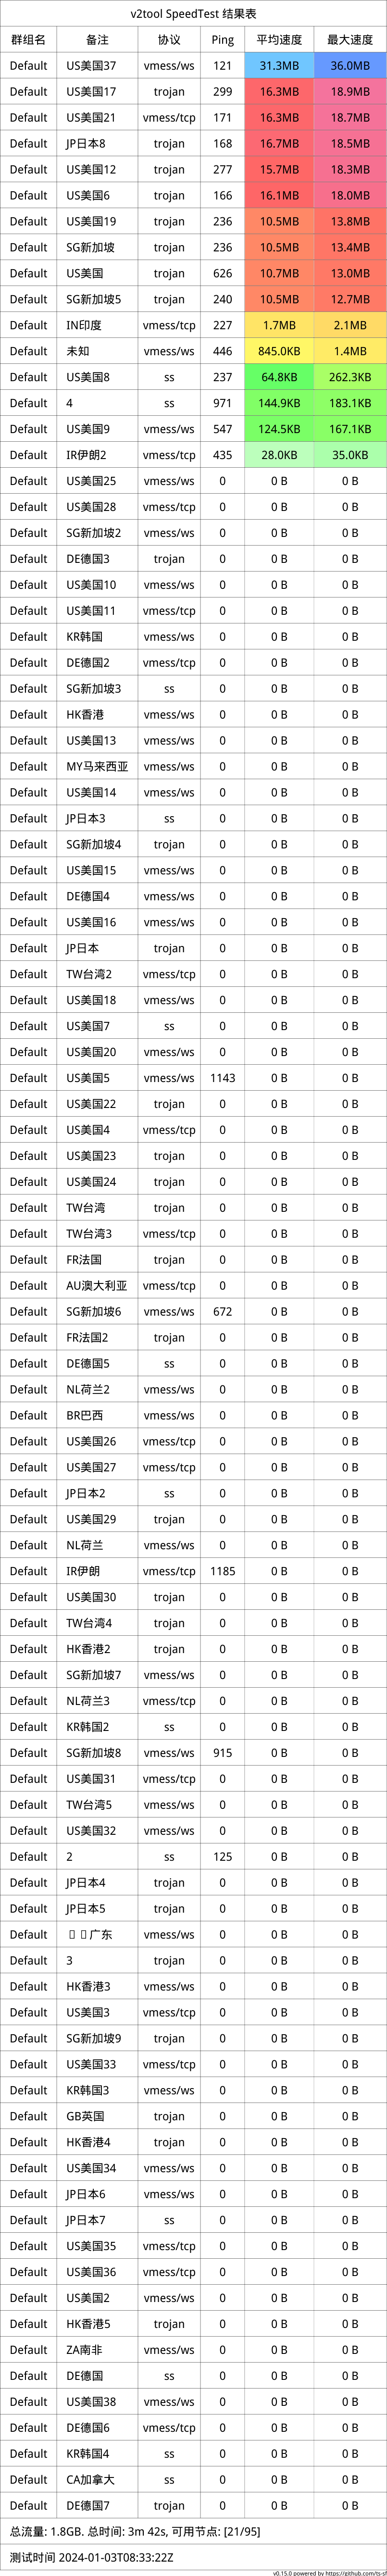 v2tool SpeedTest 结果表
群组名 备注 协议 Ping 平均速度 最大速度
Default US美国37 vmess/ws 121 31.3MB 36.0MB
Default US美国17 trojan 299 16.3MB 18.9MB
Default US美国21 vmess/tcp 171 16.3MB 18.7MB
Default JP日本8 trojan 168 16.7MB 18.5MB
Default US美国12 trojan 277 15.7MB 18.3MB
Default US美国6 trojan 166 16.1MB 18.0MB
Default US美国19 trojan 236 10.5MB 13.8MB
Default SG新加坡 trojan 236 10.5MB 13.4MB
Default US美国 trojan 626 10.7MB 13.0MB
Default SG新加坡5 trojan 240 10.5MB 12.7MB
Default IN印度 vmess/tcp 227 1.7MB 2.1MB
Default 未知 vmess/ws 446 845.0KB 1.4MB
Default US美国8 ss 237 64.8KB 262.3KB
Default 4 ss 971 144.9KB 183.1KB
Default US美国9 vmess/ws 547 124.5KB 167.1KB
Default IR伊朗2 vmess/tcp 435 28.0KB 35.0KB
Default US美国25 vmess/ws 0 0 B 0 B
Default US美国28 vmess/tcp 0 0 B 0 B
Default SG新加坡2 vmess/ws 0 0 B 0 B
Default DE德国3 trojan 0 0 B 0 B
Default US美国10 vmess/ws 0 0 B 0 B
Default US美国11 vmess/tcp 0 0 B 0 B
Default KR韩国 vmess/ws 0 0 B 0 B
Default DE德国2 vmess/tcp 0 0 B 0 B
Default SG新加坡3 ss 0 0 B 0 B
Default HK香港 vmess/ws 0 0 B 0 B
Default US美国13 vmess/ws 0 0 B 0 B
Default MY马来西亚 vmess/ws 0 0 B 0 B
Default US美国14 vmess/ws 0 0 B 0 B
Default JP日本3 ss 0 0 B 0 B
Default SG新加坡4 trojan 0 0 B 0 B
Default US美国15 vmess/ws 0 0 B 0 B
Default DE德国4 vmess/ws 0 0 B 0 B
Default US美国16 vmess/ws 0 0 B 0 B
Default JP日本 trojan 0 0 B 0 B
Default TW台湾2 vmess/tcp 0 0 B 0 B
Default US美国18 vmess/ws 0 0 B 0 B
Default US美国7 ss 0 0 B 0 B
Default US美国20 vmess/ws 0 0 B 0 B
Default US美国5 vmess/ws 1143 0 B 0 B
Default US美国22 trojan 0 0 B 0 B
Default US美国4 vmess/tcp 0 0 B 0 B
Default US美国23 trojan 0 0 B 0 B
Default US美国24 trojan 0 0 B 0 B
Default TW台湾 trojan 0 0 B 0 B
Default TW台湾3 vmess/tcp 0 0 B 0 B
Default FR法国 trojan 0 0 B 0 B
Default AU澳大利亚 vmess/tcp 0 0 B 0 B
Default SG新加坡6 vmess/ws 672 0 B 0 B
Default FR法国2 trojan 0 0 B 0 B
Default DE德国5 ss 0 0 B 0 B
Default NL荷兰2 vmess/ws 0 0 B 0 B
Default BR巴西 vmess/ws 0 0 B 0 B
Default US美国26 vmess/tcp 0 0 B 0 B
Default US美国27 vmess/tcp 0 0 B 0 B
Default JP日本2 ss 0 0 B 0 B
Default US美国29 trojan 0 0 B 0 B
Default NL荷兰 vmess/ws 0 0 B 0 B
Default IR伊朗 vmess/tcp 1185 0 B 0 B
Default US美国30 trojan 0 0 B 0 B
Default TW台湾4 trojan 0 0 B 0 B
Default HK香港2 trojan 0 0 B 0 B
Default SG新加坡7 vmess/ws 0 0 B 0 B
Default NL荷兰3 vmess/tcp 0 0 B 0 B
Default KR韩国2 ss 0 0 B 0 B
Default SG新加坡8 vmess/ws 915 0 B 0 B
Default US美国31 vmess/tcp 0 0 B 0 B
Default TW台湾5 vmess/ws 0 0 B 0 B
Default US美国32 vmess/ws 0 0 B 0 B
Default 2 ss 125 0 B 0 B
Default JP日本4 trojan 0 0 B 0 B
Default JP日本5 trojan 0 0 B 0 B
Default 广东 vmess/ws 0 0 B 0 B
Default 3 trojan 0 0 B 0 B
Default HK香港3 vmess/ws 0 0 B 0 B
Default US美国3 vmess/tcp 0 0 B 0 B
Default SG新加坡9 trojan 0 0 B 0 B
Default US美国33 vmess/tcp 0 0 B 0 B
Default KR韩国3 vmess/ws 0 0 B 0 B
Default GB英国 trojan 0 0 B 0 B
Default HK香港4 trojan 0 0 B 0 B
Default US美国34 vmess/ws 0 0 B 0 B
Default JP日本6 vmess/ws 0 0 B 0 B
Default JP日本7 ss 0 0 B 0 B
Default US美国35 vmess/tcp 0 0 B 0 B
Default US美国36 vmess/tcp 0 0 B 0 B
Default US美国2 vmess/ws 0 0 B 0 B
Default HK香港5 trojan 0 0 B 0 B
Default ZA南非 vmess/ws 0 0 B 0 B
Default DE德国 ss 0 0 B 0 B
Default US美国38 vmess/ws 0 0 B 0 B
Default DE德国6 vmess/tcp 0 0 B 0 B
Default KR韩国4 ss 0 0 B 0 B
Default CA加拿大 ss 0 0 B 0 B
Default DE德国7 trojan 0 0 B 0 B
总流量: 1.8GB. 总时间: 3m 42s, 可用节点: [21/95]
测试时间 2024-01-03T08:33:22Z
v0.15.0 powered by https://github.com/ts-sf